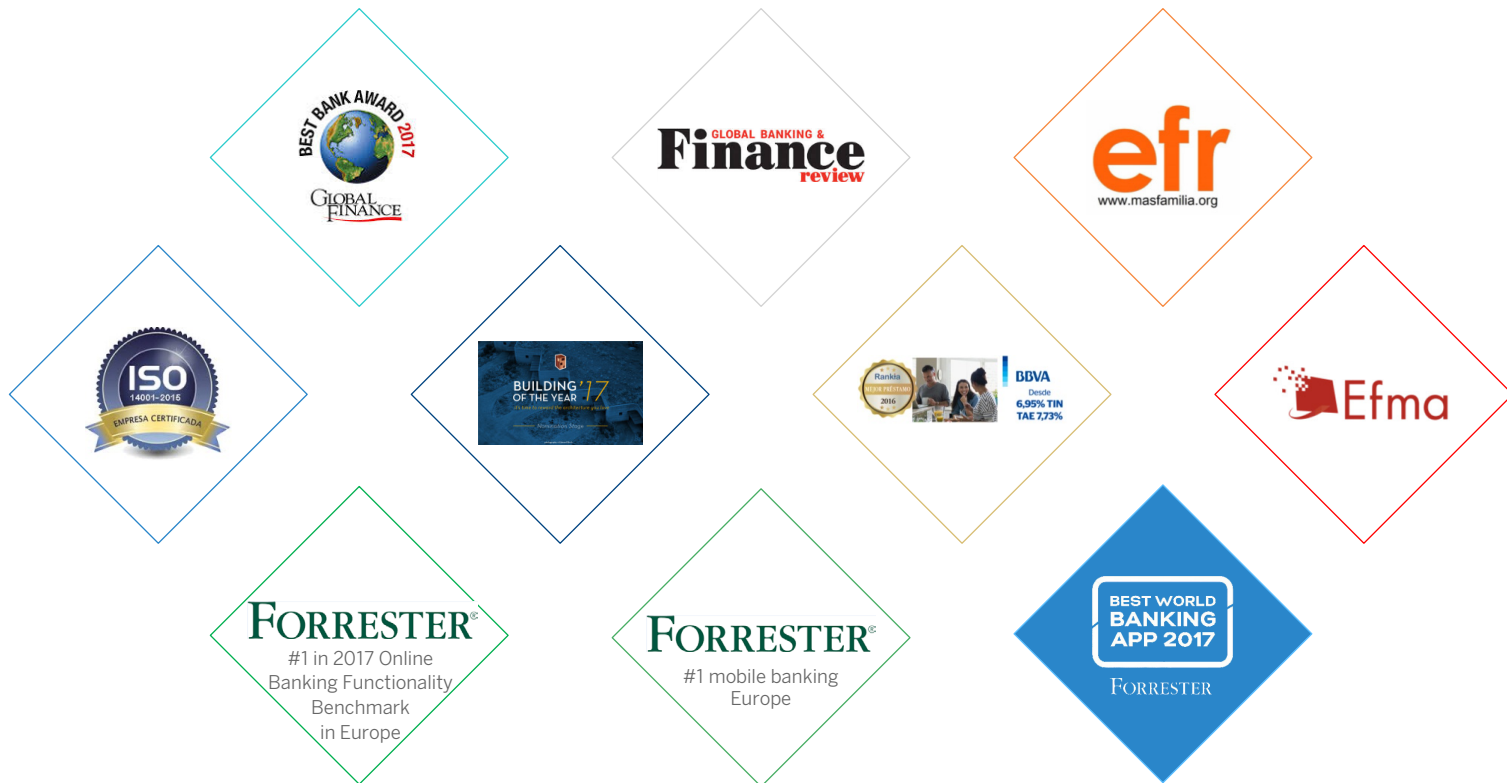 BEST BANK AWARD 2017
GLOBAL
FINANCE
GLOBAL BANKING &
Finance
review
efr
www.masfamilia.org
ISO
14001-2015
EMPRESA CERTIFICADA
BUILDING '17
OF THE YEAR
Rankia
MEJOR PRÉSTAMO
2016
BBVA
Desde
6,95% TIN
TAE 7,73%
Efma
FORRESTER®
#1 in 2017 Online
Banking Functionality
Benchmark
in Europe
FORRESTER®
#1 mobile banking
Europe
BEST WORLD
BANKING
APP 2017
FORRESTER